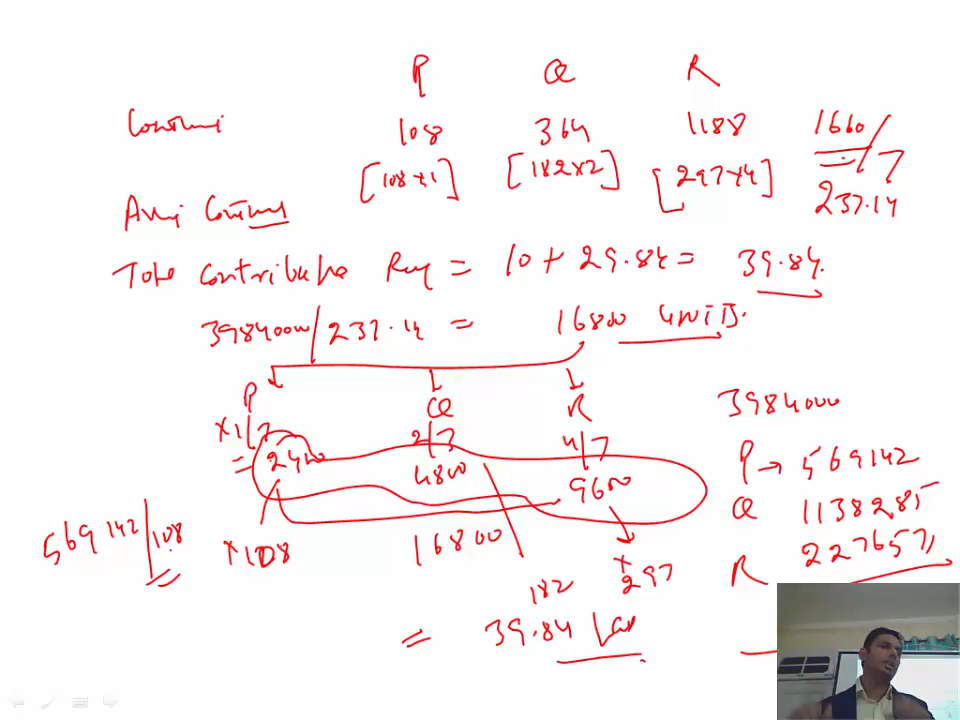 P Q R
108 364 1188 1660/
[108×1] [182×2] [297×4] 7
237.14
Total Contribution Req = 10 + 29.84 = 39.84.
3984000/237.14 = 16800 units.
P Q R
×1/7 2/7 4/7
2400 4800 9600
16800
×108 182 ×297
= 39.84 Lac
569142/108
3984000
P → 569142
Q 1138285
R 2276571